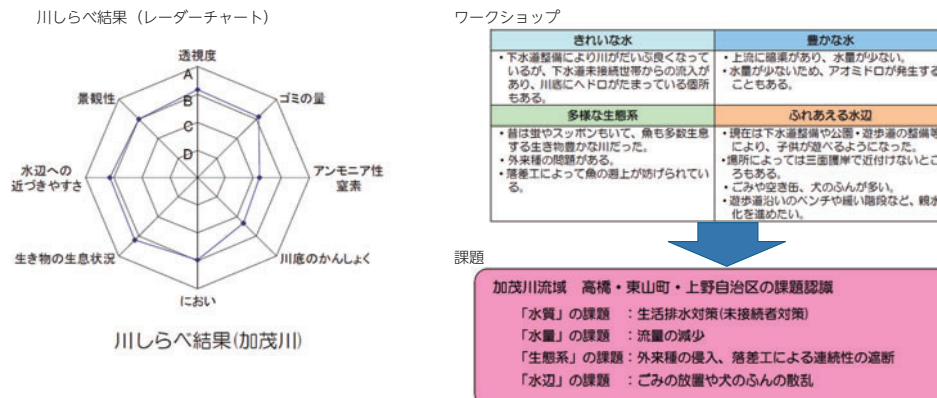 川しらべ結果（レーダーチャート）
透視度
A
B
C
D
ゴミの量
アンモニア性
窒素
川底のかんしょく
におい
生き物の生息状況
水辺への
近づきやすさ
景観性
川しらべ結果(加茂川)
ワークショップ
きれいな水
・下水道整備により川がだいぶ良くなって
いるが、下水道未接続世帯からの流入が
あり、川底にヘドロがたまっている個所
もある。
豊かな水
・上流に暗渠があり、水量が少ない。
・水量が少ないため、アオミドロが発生する
こともある。
多様な生態系
・昔は蛍やスッポンもいて、魚も多数生息
する生き物豊かな川だった。
・外来種の問題がある。
・落差工によって魚の遡上が妨げられてい
る。
ふれあえる水辺
・現在は下水道整備や公園・遊歩道の整備等
により、子供が遊べるようになった。
・場所によっては三面護岸で近付けないとこ
ろもある。
・ごみや空き缶、犬のふんが多い。
・遊歩道沿いのベンチや緩い階段など、親水
化を進めたい。
課題
加茂川流域　高橋・東山町・上野自治区の課題認識
「水質」の課題　：生活排水対策(未接続者対策)
「水量」の課題　：流量の減少
「生態系」の課題：外来種の侵入、落差工による連続性の遮断
「水辺」の課題　：ごみの放置や犬のふんの散乱